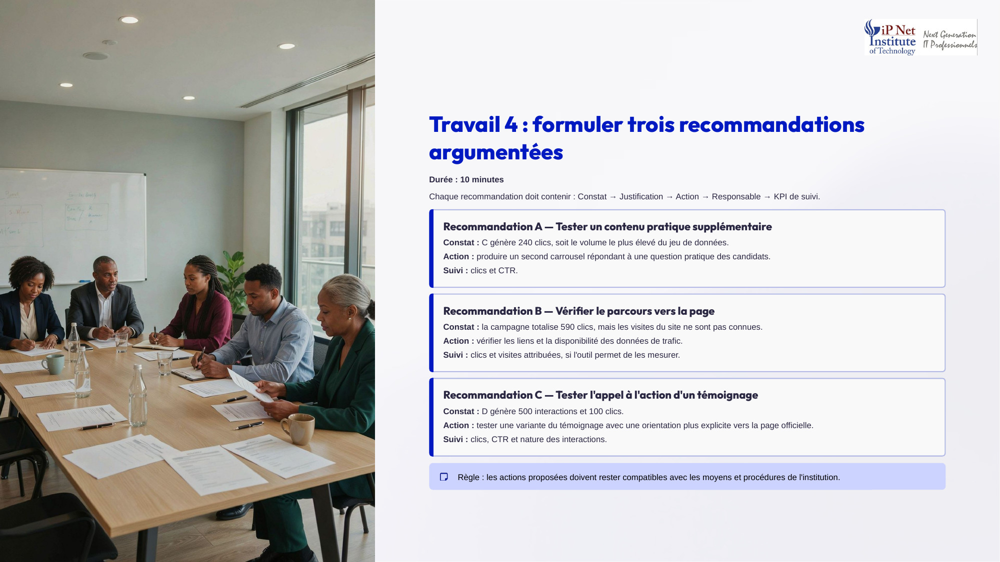 iP Net
Institute
of Technology
Next Generation
IT Professionnels
Travail 4 : formuler trois recommandations
argumentées
Durée : 10 minutes
Chaque recommandation doit contenir : Constat → Justification → Action → Responsable → KPI de suivi.
Recommandation A — Tester un contenu pratique supplémentaire
Constat : C génère 240 clics, soit le volume le plus élevé du jeu de données.
Action : produire un second carrousel répondant à une question pratique des candidats.
Suivi : clics et CTR.
Recommandation B — Vérifier le parcours vers la page
Constat : la campagne totalise 590 clics, mais les visites du site ne sont pas connues.
Action : vérifier les liens et la disponibilité des données de trafic.
Suivi : clics et visites attribuées, si l'outil permet de les mesurer.
Recommandation C — Tester l'appel à l'action d'un témoignage
Constat : D génère 500 interactions et 100 clics.
Action : tester une variante du témoignage avec une orientation plus explicite vers la page officielle.
Suivi : clics, CTR et nature des interactions.
Règle : les actions proposées doivent rester compatibles avec les moyens et procédures de l'institution.